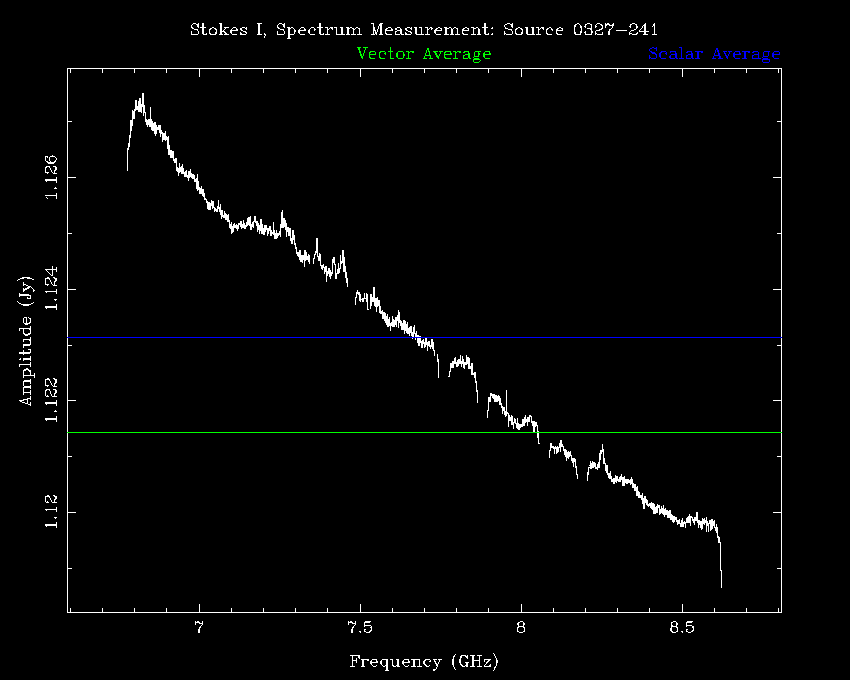 Stokes I, Spectrum Measurement: Source 0327-241
Vector Average
Scalar Average
Amplitude (Jy)
1.126
1.124
1.122
1.12
7
7.5
8
8.5
Frequency (GHz)